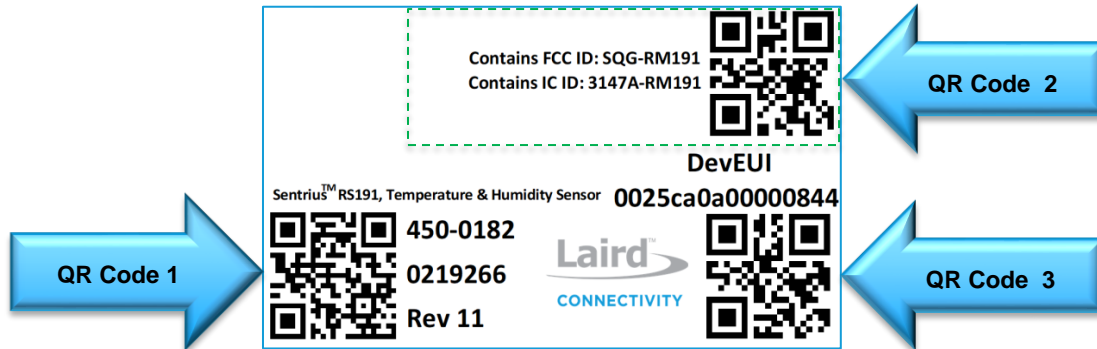 Contains FCC ID: SQG-RM191
Contains IC ID: 3147A-RM191
QR Code 2
DevEUI
Sentrius™ RS191, Temperature & Humidity Sensor 0025ca0a00000844
QR Code 1
450-0182
0219266
Rev 11
Laird™
CONNECTIVITY
QR Code 3